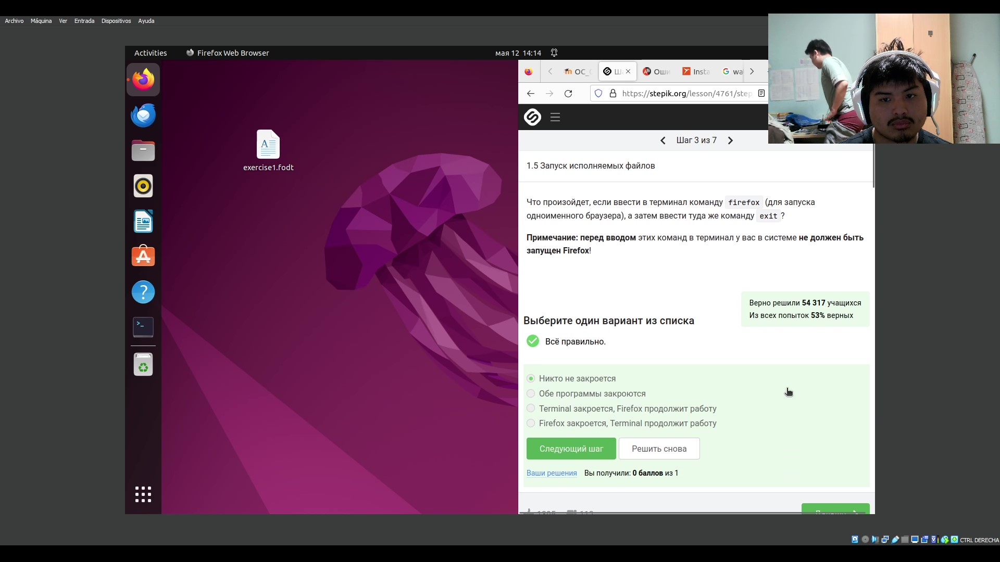 Archivo Máquina Ver Entrada Dispositivos Ayuda
Activities Firefox Web Browser мая 12 14:14
OC_ Ш Оши Insta wa
https://stepik.org/lesson/4761/step
exercise1.fodt
Шаг 3 из 7
1.5 Запуск исполняемых файлов
Что произойдет, если ввести в терминал команду firefox (для запуска
одноименного браузера), а затем ввести туда же команду exit ?
Примечание: перед вводом этих команд в терминал у вас в системе не должен быть
запущен Firefox!
Верно решили 54 317 учащихся
Из всех попыток 53% верных
Выберите один вариант из списка
Всё правильно.
Никто не закроется
Обе программы закроются
Terminal закроется, Firefox продолжит работу
Firefox закроется, Terminal продолжит работу
Следующий шаг Решить снова
Ваши решения Вы получили: 0 баллов из 1
CTRL DERECHA